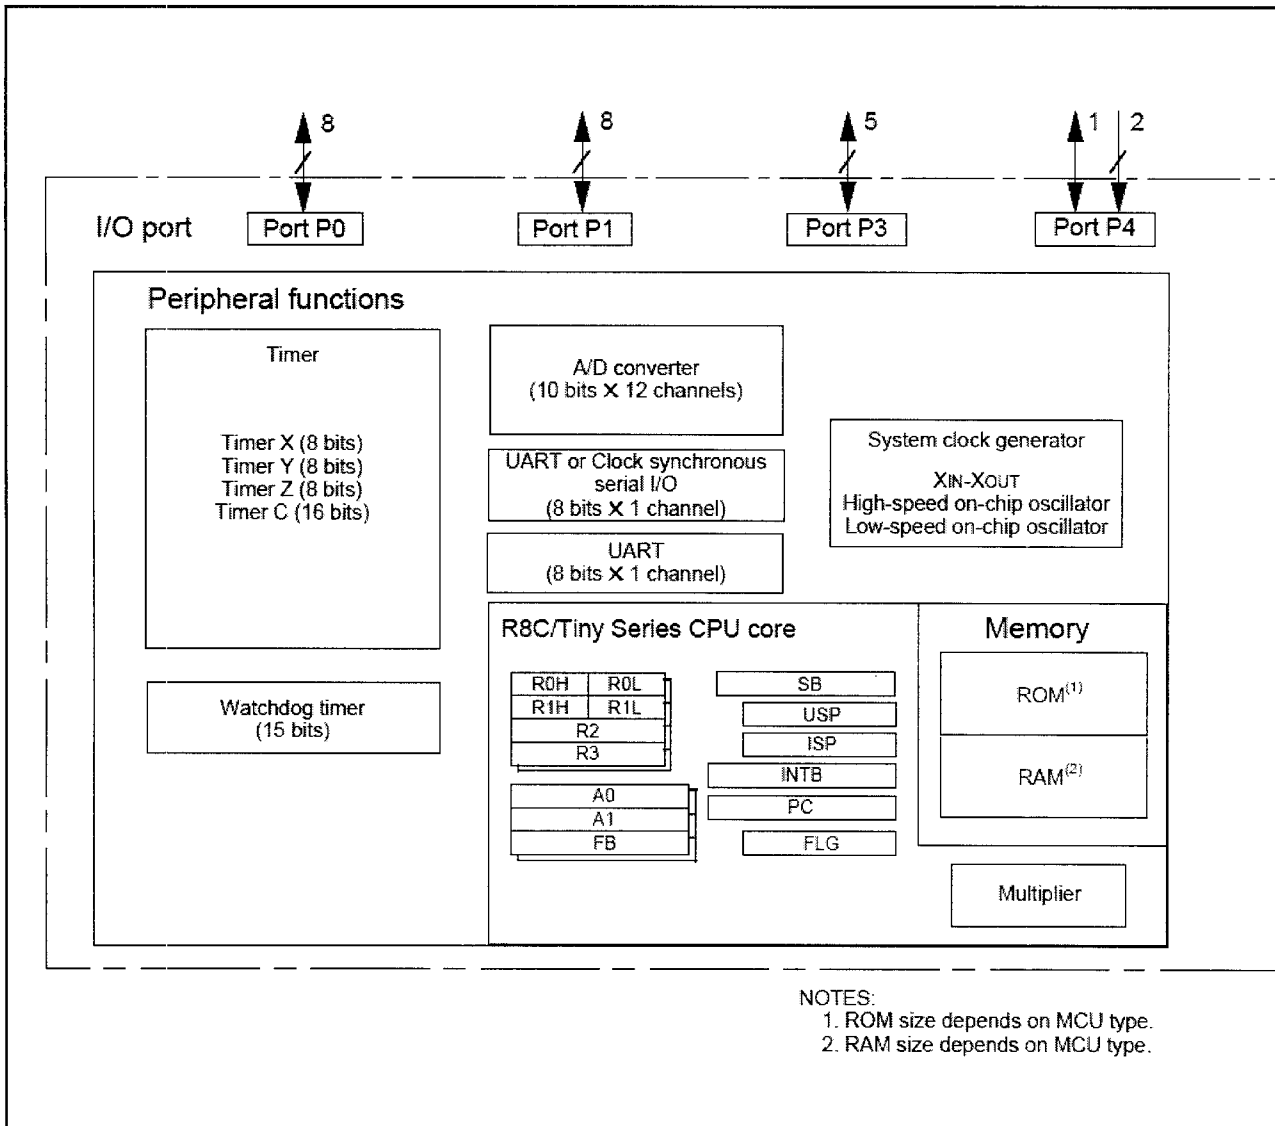 8
8
5
1
2
I/O port
Port P0
Port P1
Port P3
Port P4
Peripheral functions
Timer
Timer X (8 bits)
Timer Y (8 bits)
Timer Z (8 bits)
Timer C (16 bits)
Watchdog timer
(15 bits)
A/D converter
(10 bits X 12 channels)
UART or Clock synchronous
serial I/O
(8 bits X 1 channel)
UART
(8 bits X 1 channel)
System clock generator
XIN-XOUT
High-speed on-chip oscillator
Low-speed on-chip oscillator
R8C/Tiny Series CPU core
R0H
R0L
R1H
R1L
R2
R3
A0
A1
FB
SB
USP
ISP
INTB
PC
FLG
Memory
ROM(1)
RAM(2)
Multiplier
NOTES:
1. ROM size depends on MCU type.
2. RAM size depends on MCU type.